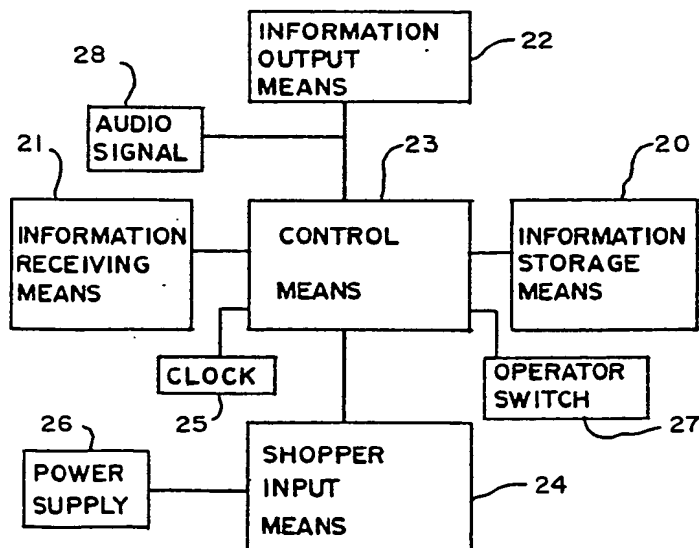 INFORMATION
OUTPUT
MEANS
22
28
AUDIO
SIGNAL
21
23
20
INFORMATION
RECEIVING
MEANS
CONTROL
MEANS
INFORMATION
STORAGE
MEANS
CLOCK
25
OPERATOR
SWITCH
27
26
POWER
SUPPLY
SHOPPER
INPUT
MEANS
24